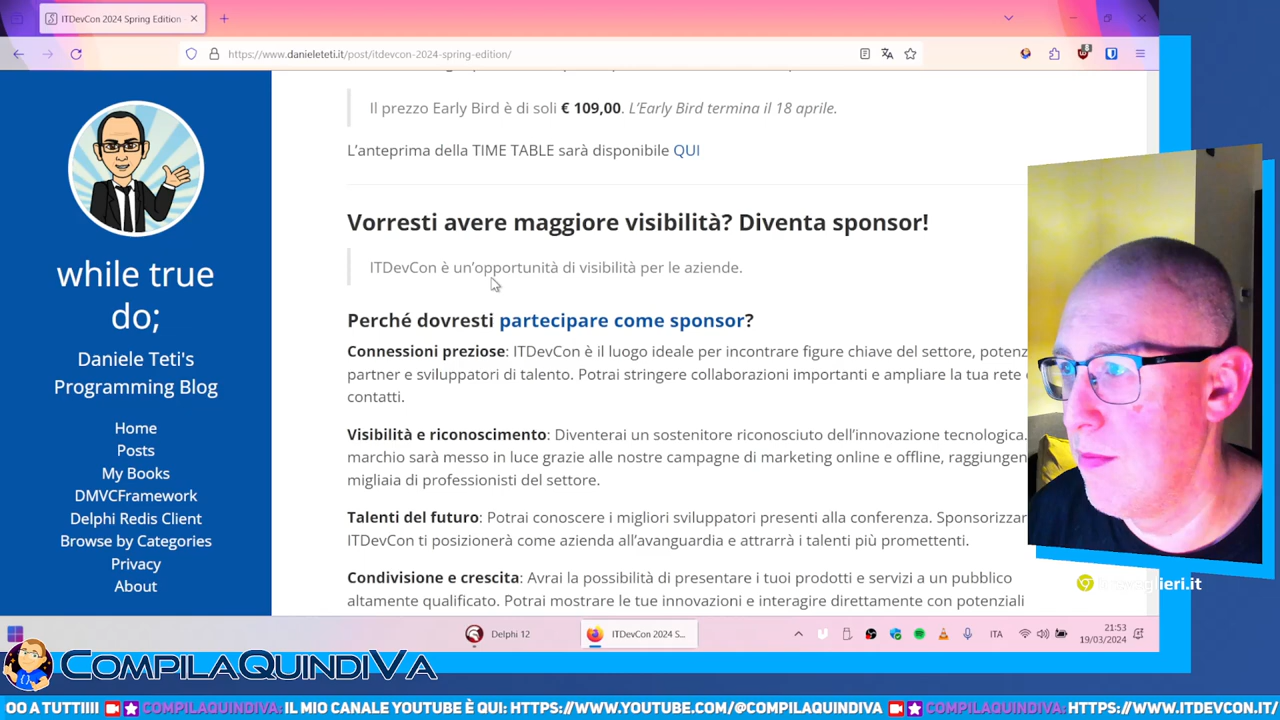 ITDevCon 2024 Spring Edition -
https://www.danieleteti.it/post/itdevcon-2024-spring-edition/
while true
do;
Daniele Teti's
Programming Blog
Home
Posts
My Books
DMVCFramework
Delphi Redis Client
Browse by Categories
Privacy
About
Il prezzo Early Bird è di soli € 109,00. L'Early Bird termina il 18 aprile.
L'anteprima della TIME TABLE sarà disponibile QUI
Vorresti avere maggiore visibilità? Diventa sponsor!
ITDevCon è un'opportunità di visibilità per le aziende.
Perché dovresti partecipare come sponsor?
Connessioni preziose: ITDevCon è il luogo ideale per incontrare figure chiave del settore, potenz
partner e sviluppatori di talento. Potrai stringere collaborazioni importanti e ampliare la tua rete
contatti.
Visibilità e riconoscimento: Diventerai un sostenitore riconosciuto dell'innovazione tecnologica.
marchio sarà messo in luce grazie alle nostre campagne di marketing online e offline, raggiungen
migliaia di professionisti del settore.
Talenti del futuro: Potrai conoscere i migliori sviluppatori presenti alla conferenza. Sponsorizzar
ITDevCon ti posizionerà come azienda all'avanguardia e attrarrà i talenti più promettenti.
Condivisione e crescita: Avrai la possibilità di presentare i tuoi prodotti e servizi a un pubblico
altamente qualificato. Potrai mostrare le tue innovazioni e interagire direttamente con potenziali
Delphi 12
ITDevCon 2024 S...
ITA
21:53
19/03/2024
COMPILAQUINDIVA
OO A TUTTI!!! COMPILAQUINDIVA: IL MIO CANALE YOUTUBE È QUI: HTTPS://WWW.YOUTUBE.COM/@COMPILAQUINDIVA COMPILAQUINDIVA: HTTPS://WWW.ITDEVCON.IT/